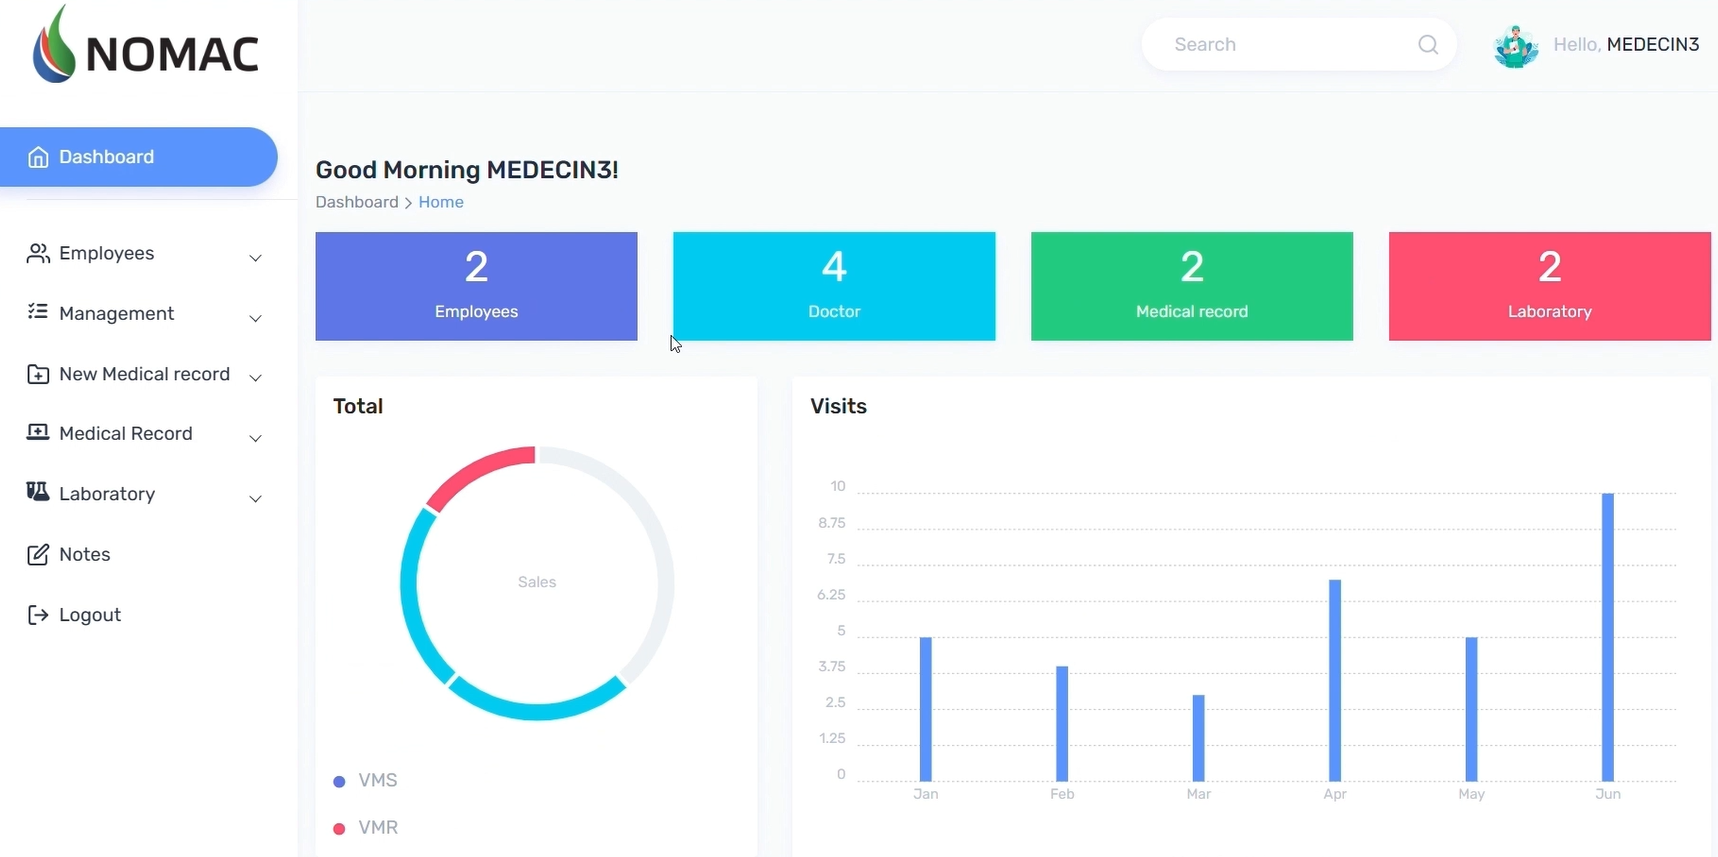 NOMAC
Search
Hello, MEDECIN3
Dashboard
Employees
Management
New Medical record
Medical Record
Laboratory
Notes
Logout
Good Morning MEDECIN3!
Dashboard > Home
2
Employees
4
Doctor
2
Medical record
2
Laboratory
Total
Sales
VMS
VMR
Visits
10
8.75
7.5
6.25
5
3.75
2.5
1.25
0
Jan Feb Mar Apr May Jun